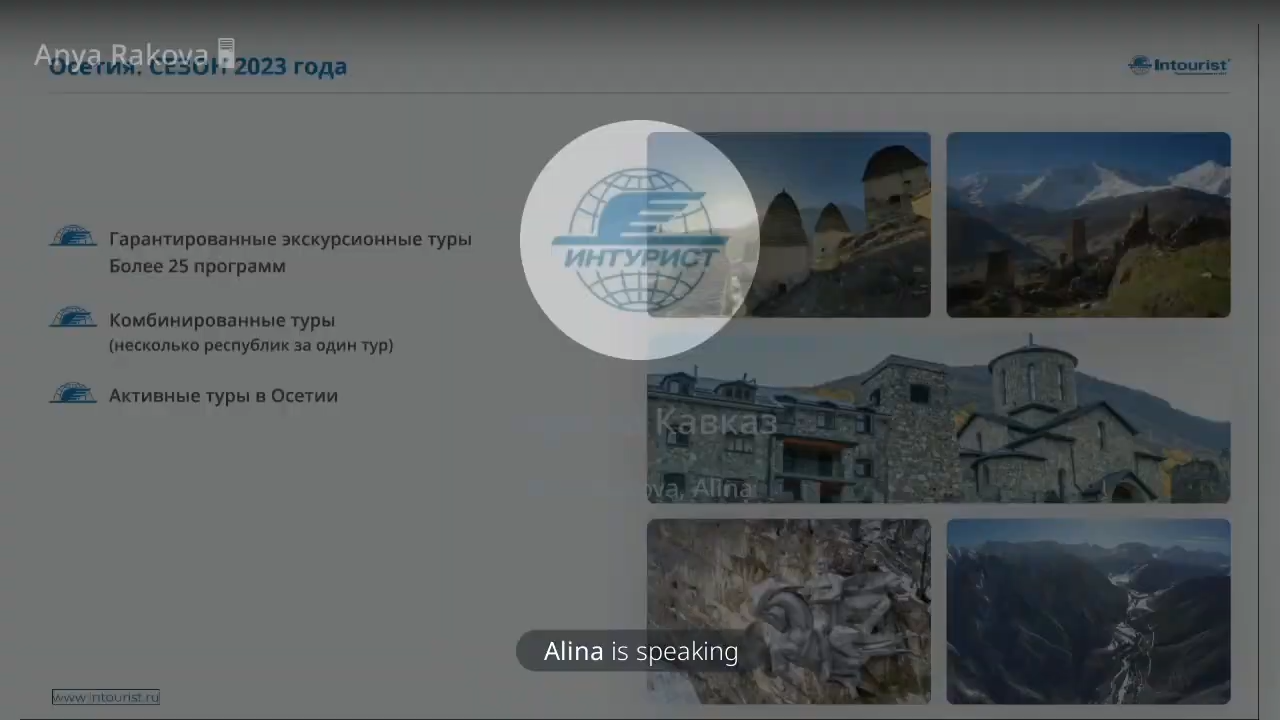 Anya Rakova
Осетия. СЕЗОН 2023 года
Intourist
ИНТУРИСТ
Гарантированные экскурсионные туры
Более 25 программ
Комбинированные туры
(несколько республик за один тур)
Активные туры в Осетии
Кавказ
Alina
Alina is speaking
www.intourist.ru